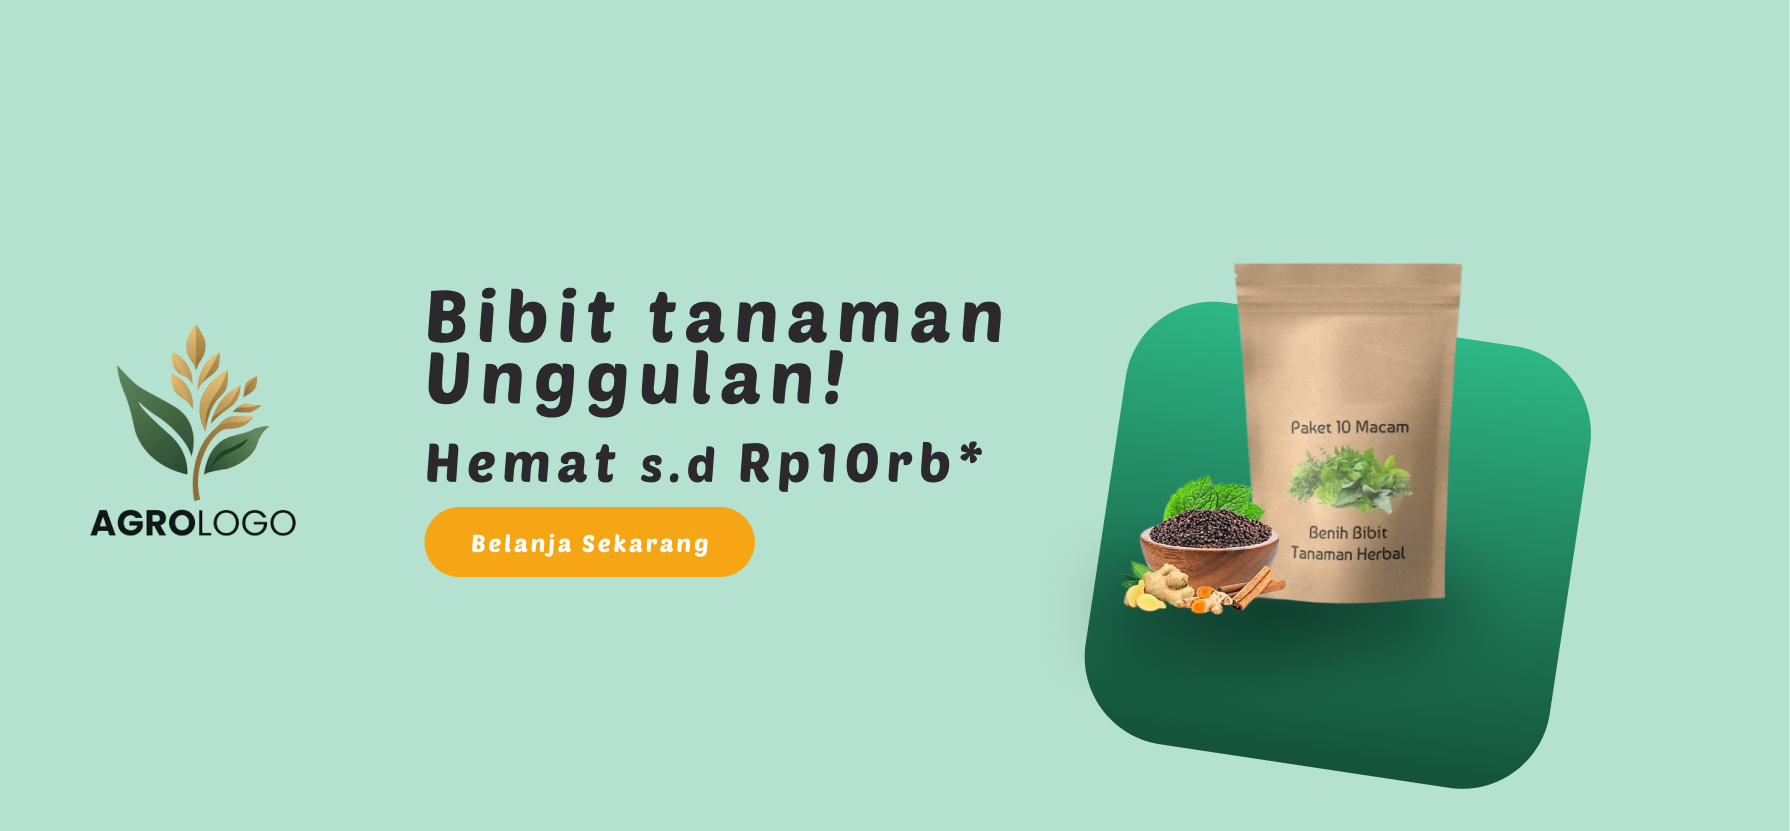 AGROLOGO
Bibit tanaman
Unggulan!
Hemat s.d Rp10rb*
Belanja Sekarang
Paket 10 Macam
Benih Bibit
Tanaman Herbal